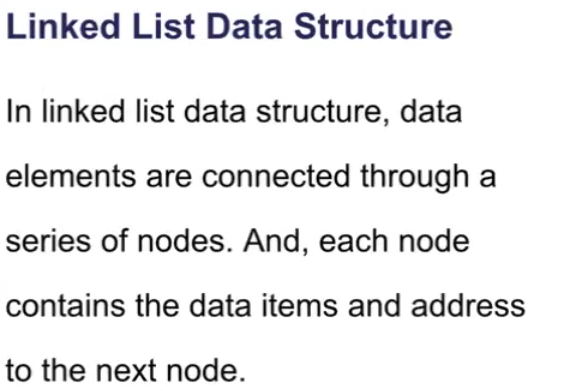 Linked List Data Structure
In linked list data structure, data
elements are connected through a
series of nodes. And, each node
contains the data items and address
to the next node.